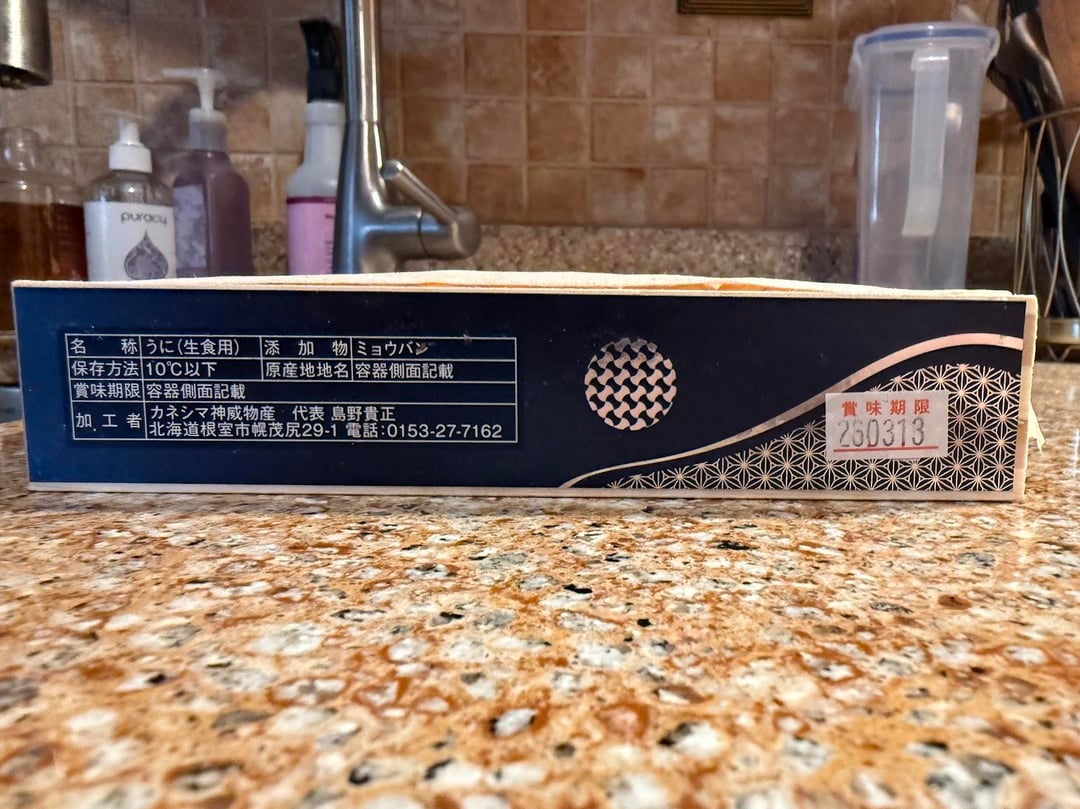 puracy
名 称 うに(生食用) 添 加 物 ミョウバン
保存方法 10℃以下 原産地地名 容器側面記載
賞味期限 容器側面記載
加 工 者 カネシマ神威物産 代表 島野貴正
北海道根室市幌茂尻29-1 電話:0153-27-7162
賞味期限
260313